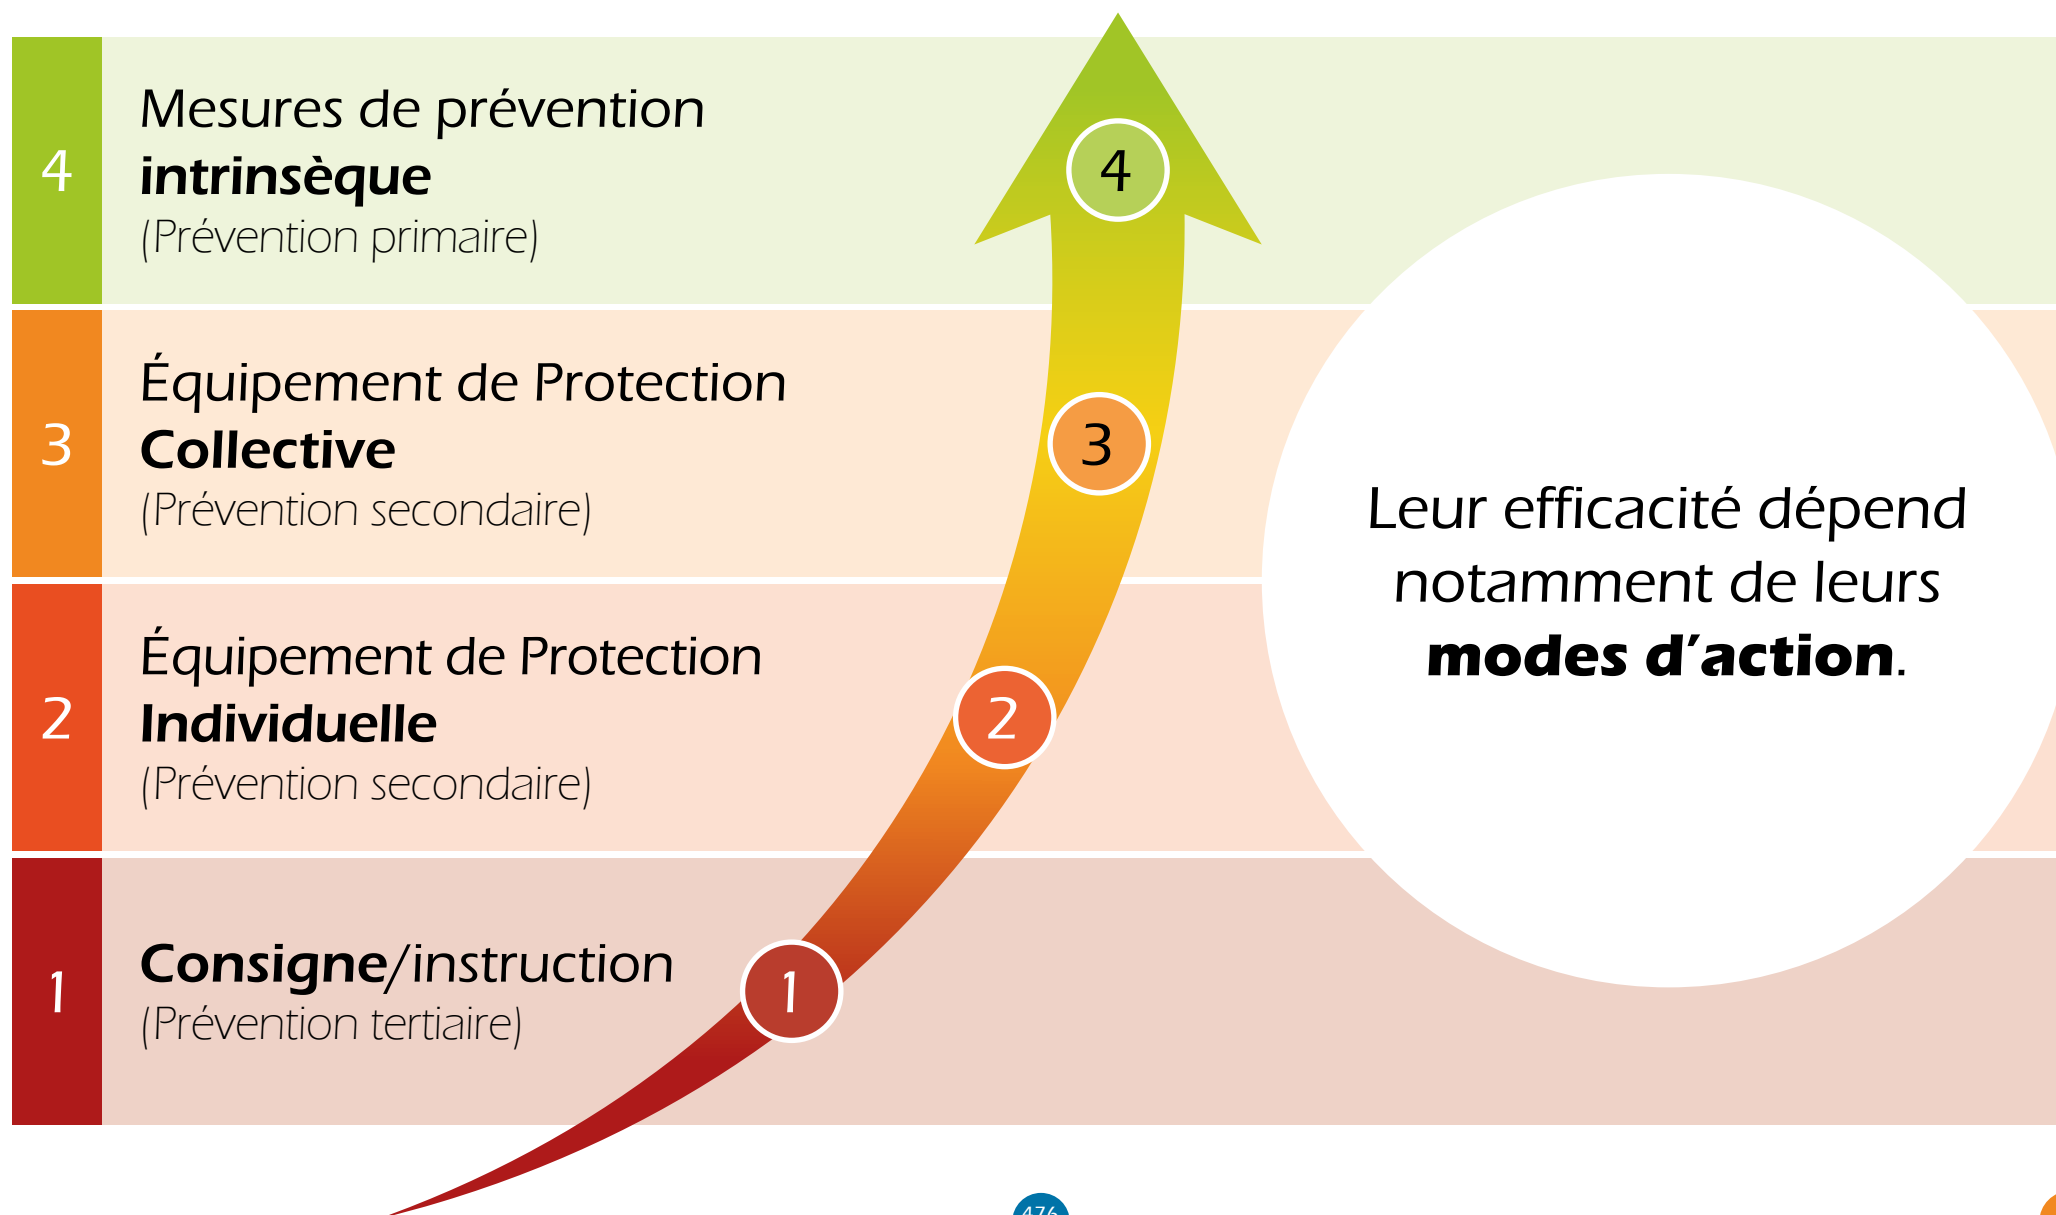 4
Mesures de prévention
intrinsèque
(Prévention primaire)
4
3
Équipement de Protection
Collective
(Prévention secondaire)
3
2
Équipement de Protection
Individuelle
(Prévention secondaire)
2
1
Consigne/instruction
(Prévention tertiaire)
1
Leur efficacité dépend
notamment de leurs
modes d’action.
476